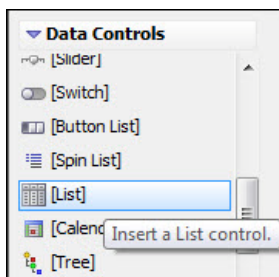 Data Controls
[Slider]
[Switch]
[Button List]
[Spin List]
[List]
[Calend
Insert a List control.
[Tree]